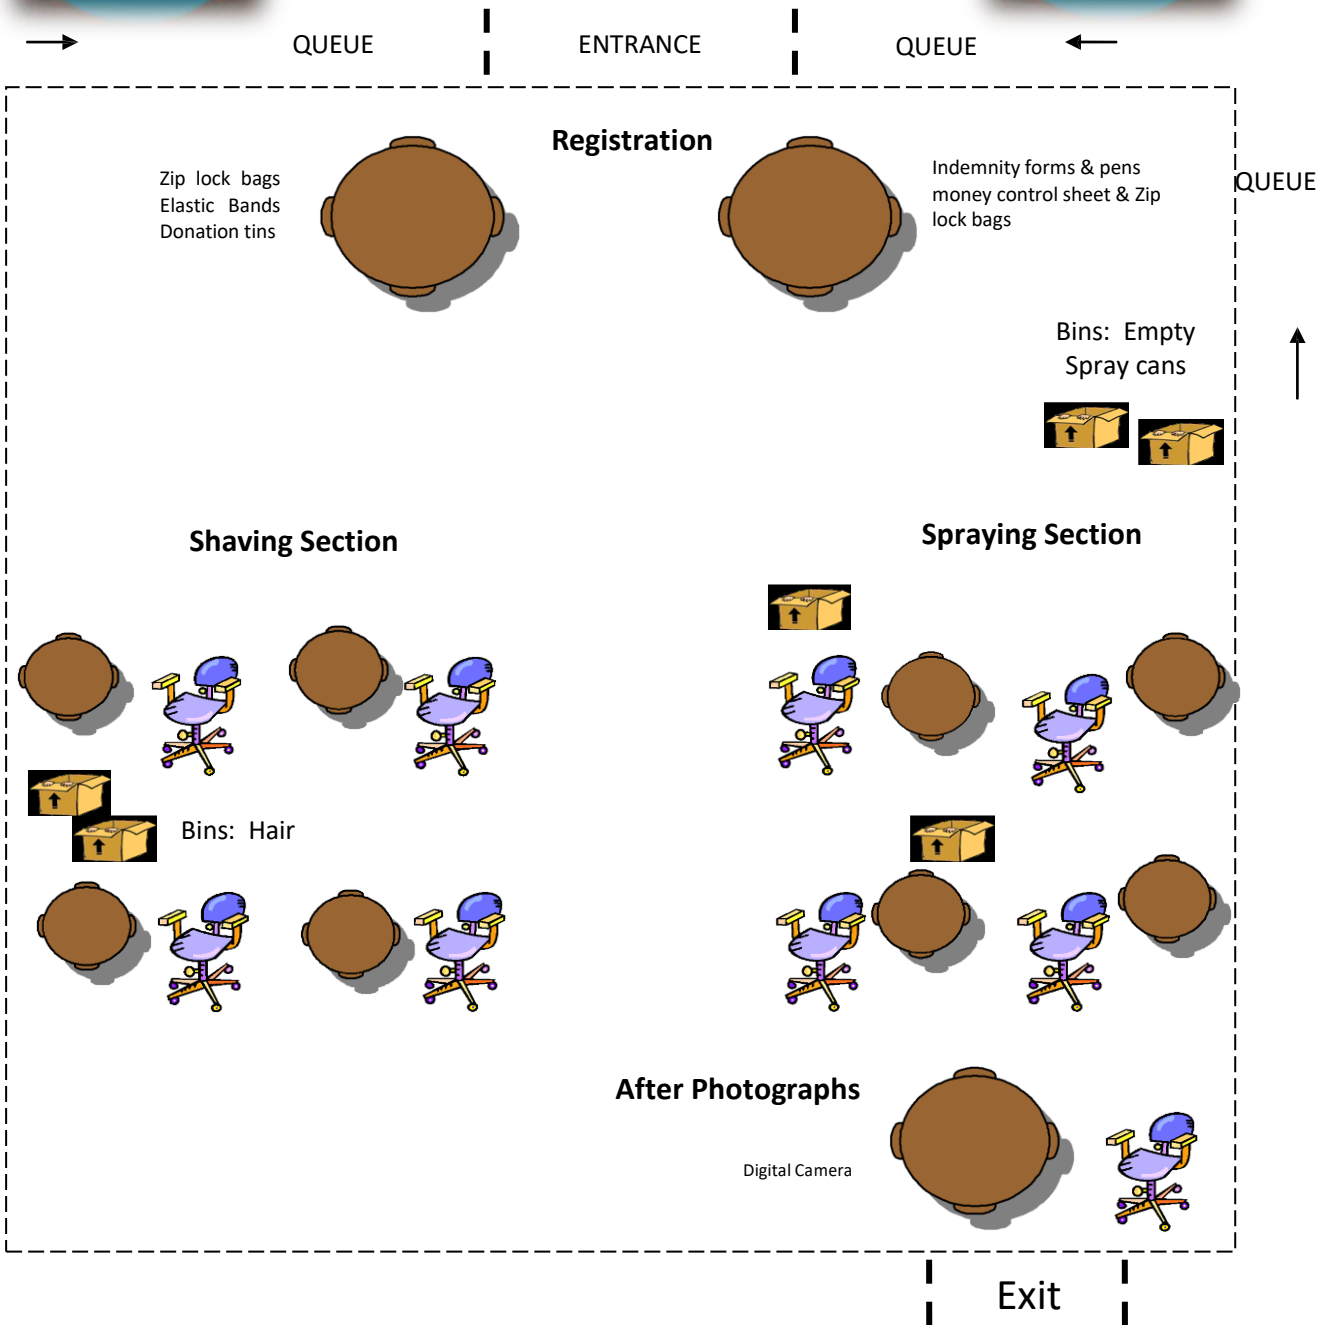 QUEUE
ENTRANCE
QUEUE
Registration
Zip lock bags
Elastic Bands
Donation tins
Indemnity forms & pens
money control sheet & Zip
lock bags
QUEUE
Bins: Empty
Spray cans
Shaving Section
Spraying Section
Bins: Hair
After Photographs
Digital Camera
Exit